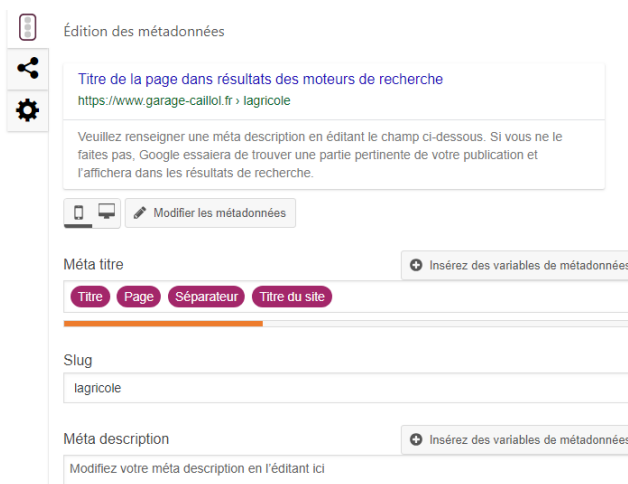 Édition des métadonnées
Titre de la page dans résultats des moteurs de recherche
https://www.garage-caillol.fr › lagricole
Veuillez renseigner une méta description en éditant le champ ci-dessous. Si vous ne le
faites pas, Google essaiera de trouver une partie pertinente de votre publication et
l'affichera dans les résultats de recherche.
Modifier les métadonnées
Méta titre
Insérez des variables de métadonnées
Titre Page Séparateur Titre du site
Slug
lagricole
Méta description
Insérez des variables de métadonnées
Modifiez votre méta description en l'éditant ici